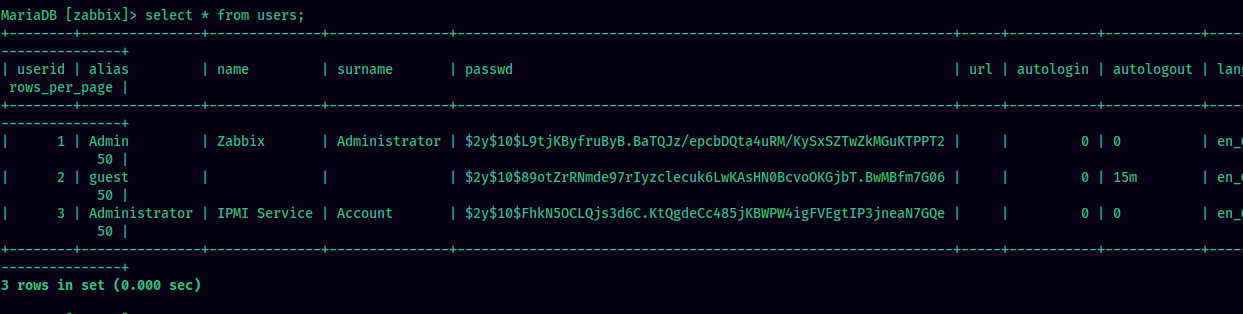 MariaDB [zabbix]> select * from users;
+--------+---------------+--------------+---------------+--------------------------------------------------------------+-----+-----------+------------+-----
---------------+
| userid | alias         | name         | surname       | passwd                                                       | url | autologin | autologout | lang
 rows_per_page |
+--------+---------------+--------------+---------------+--------------------------------------------------------------+-----+-----------+------------+-----
---------------+
|      1 | Admin         | Zabbix       | Administrator | $2y$10$L9tjKByfruByB.BaTQJz/epcbDQta4uRM/KySxSZTwZkMGuKTPPT2 |     |         0 | 0          | en_
            50 |
|      2 | guest         |              |               | $2y$10$89otZrRNmde97rIyzclecuk6LwKAsHN0BcvoOKGjbT.BwMBfm7G06 |     |         0 | 15m        | en_
            50 |
|      3 | Administrator | IPMI Service | Account       | $2y$10$FhkN5OCLQjs3d6C.KtQgdeCc485jKBWPW4igFVEgtIP3jneaN7GQe |     |         0 | 0          | en_
            50 |
+--------+---------------+--------------+---------------+--------------------------------------------------------------+-----+-----------+------------+-----
---------------+
3 rows in set (0.000 sec)